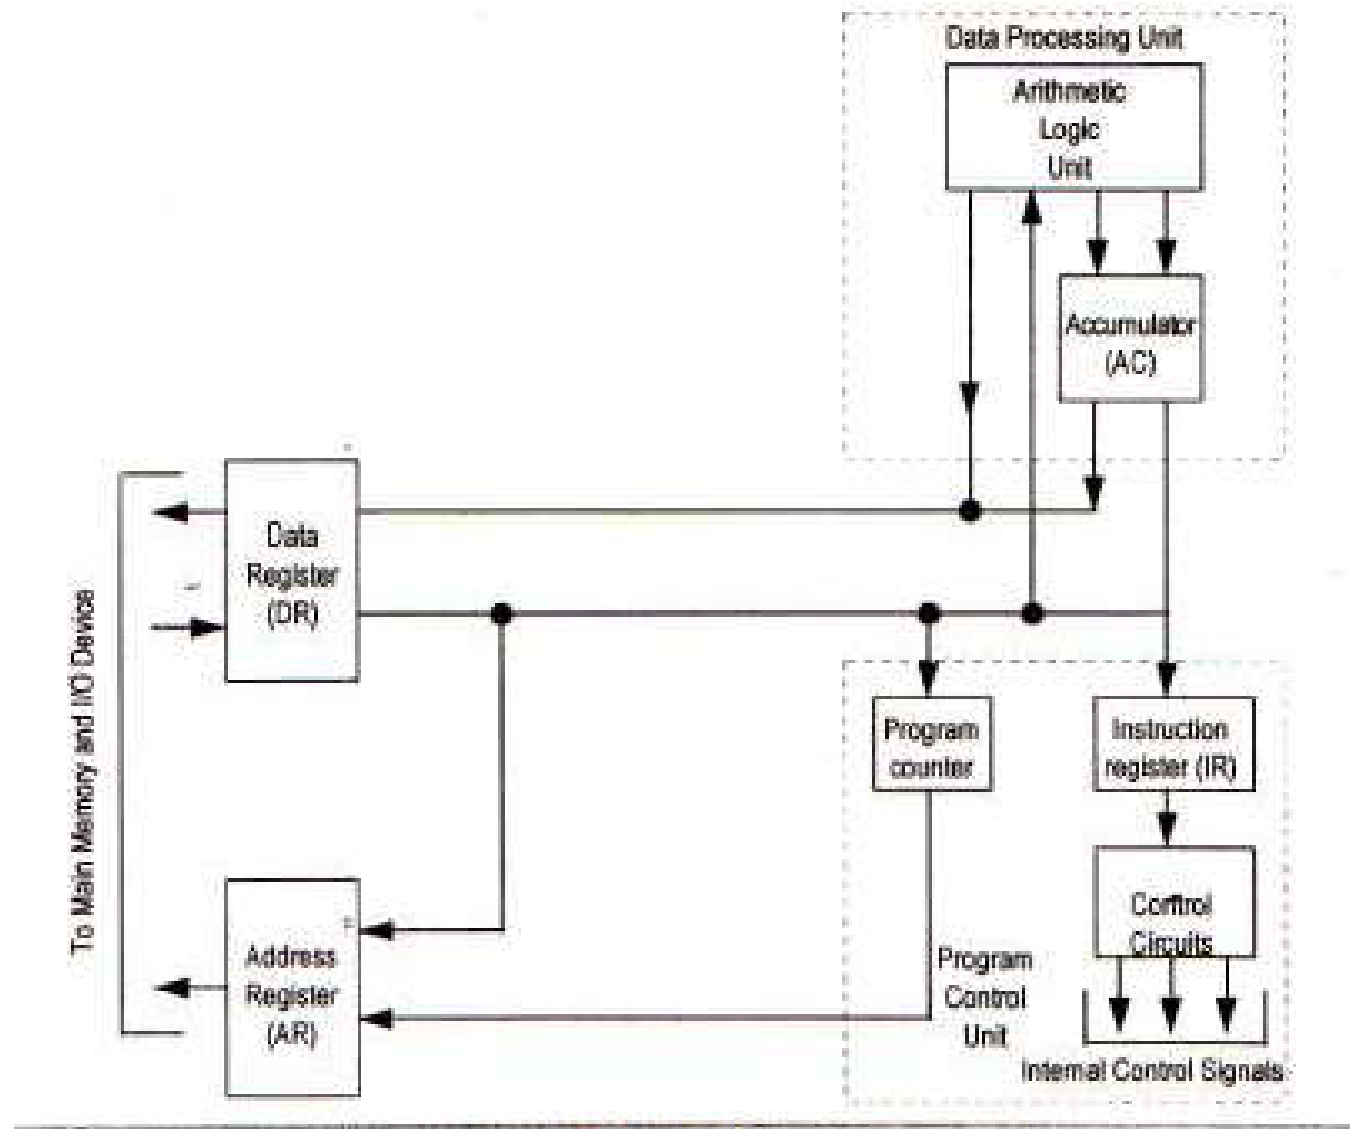 Data Processing Unit
Arithmetic
Logic
Unit
Accumulator
(AC)
Data
Register
(DR)
To Main Memory and I/O Device
Program
counter
Instruction
register (IR)
Control
Circuits
Address
Register
(AR)
Program
Control
Unit
Internal Control Signals